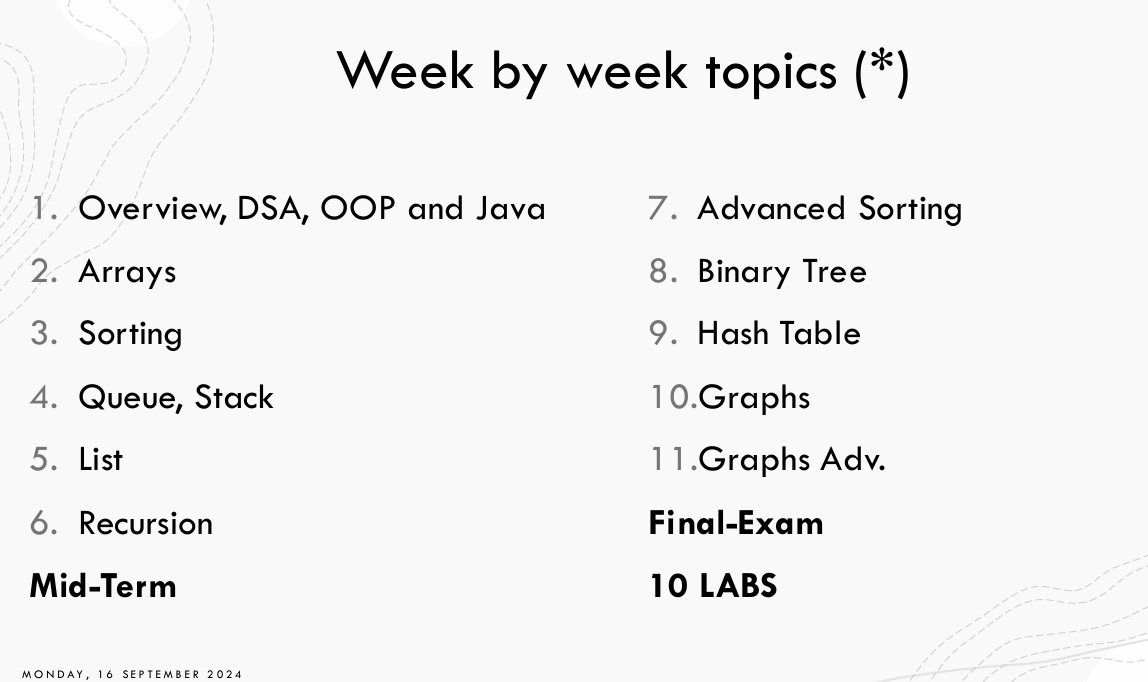 Week by week topics (*)
1. Overview, DSA, OOP and Java
2. Arrays
3. Sorting
4. Queue, Stack
5. List
6. Recursion
Mid-Term
7. Advanced Sorting
8. Binary Tree
9. Hash Table
10.Graphs
11.Graphs Adv.
Final-Exam
10 LABS
MONDAY, 16 SEPTEMBER 2024